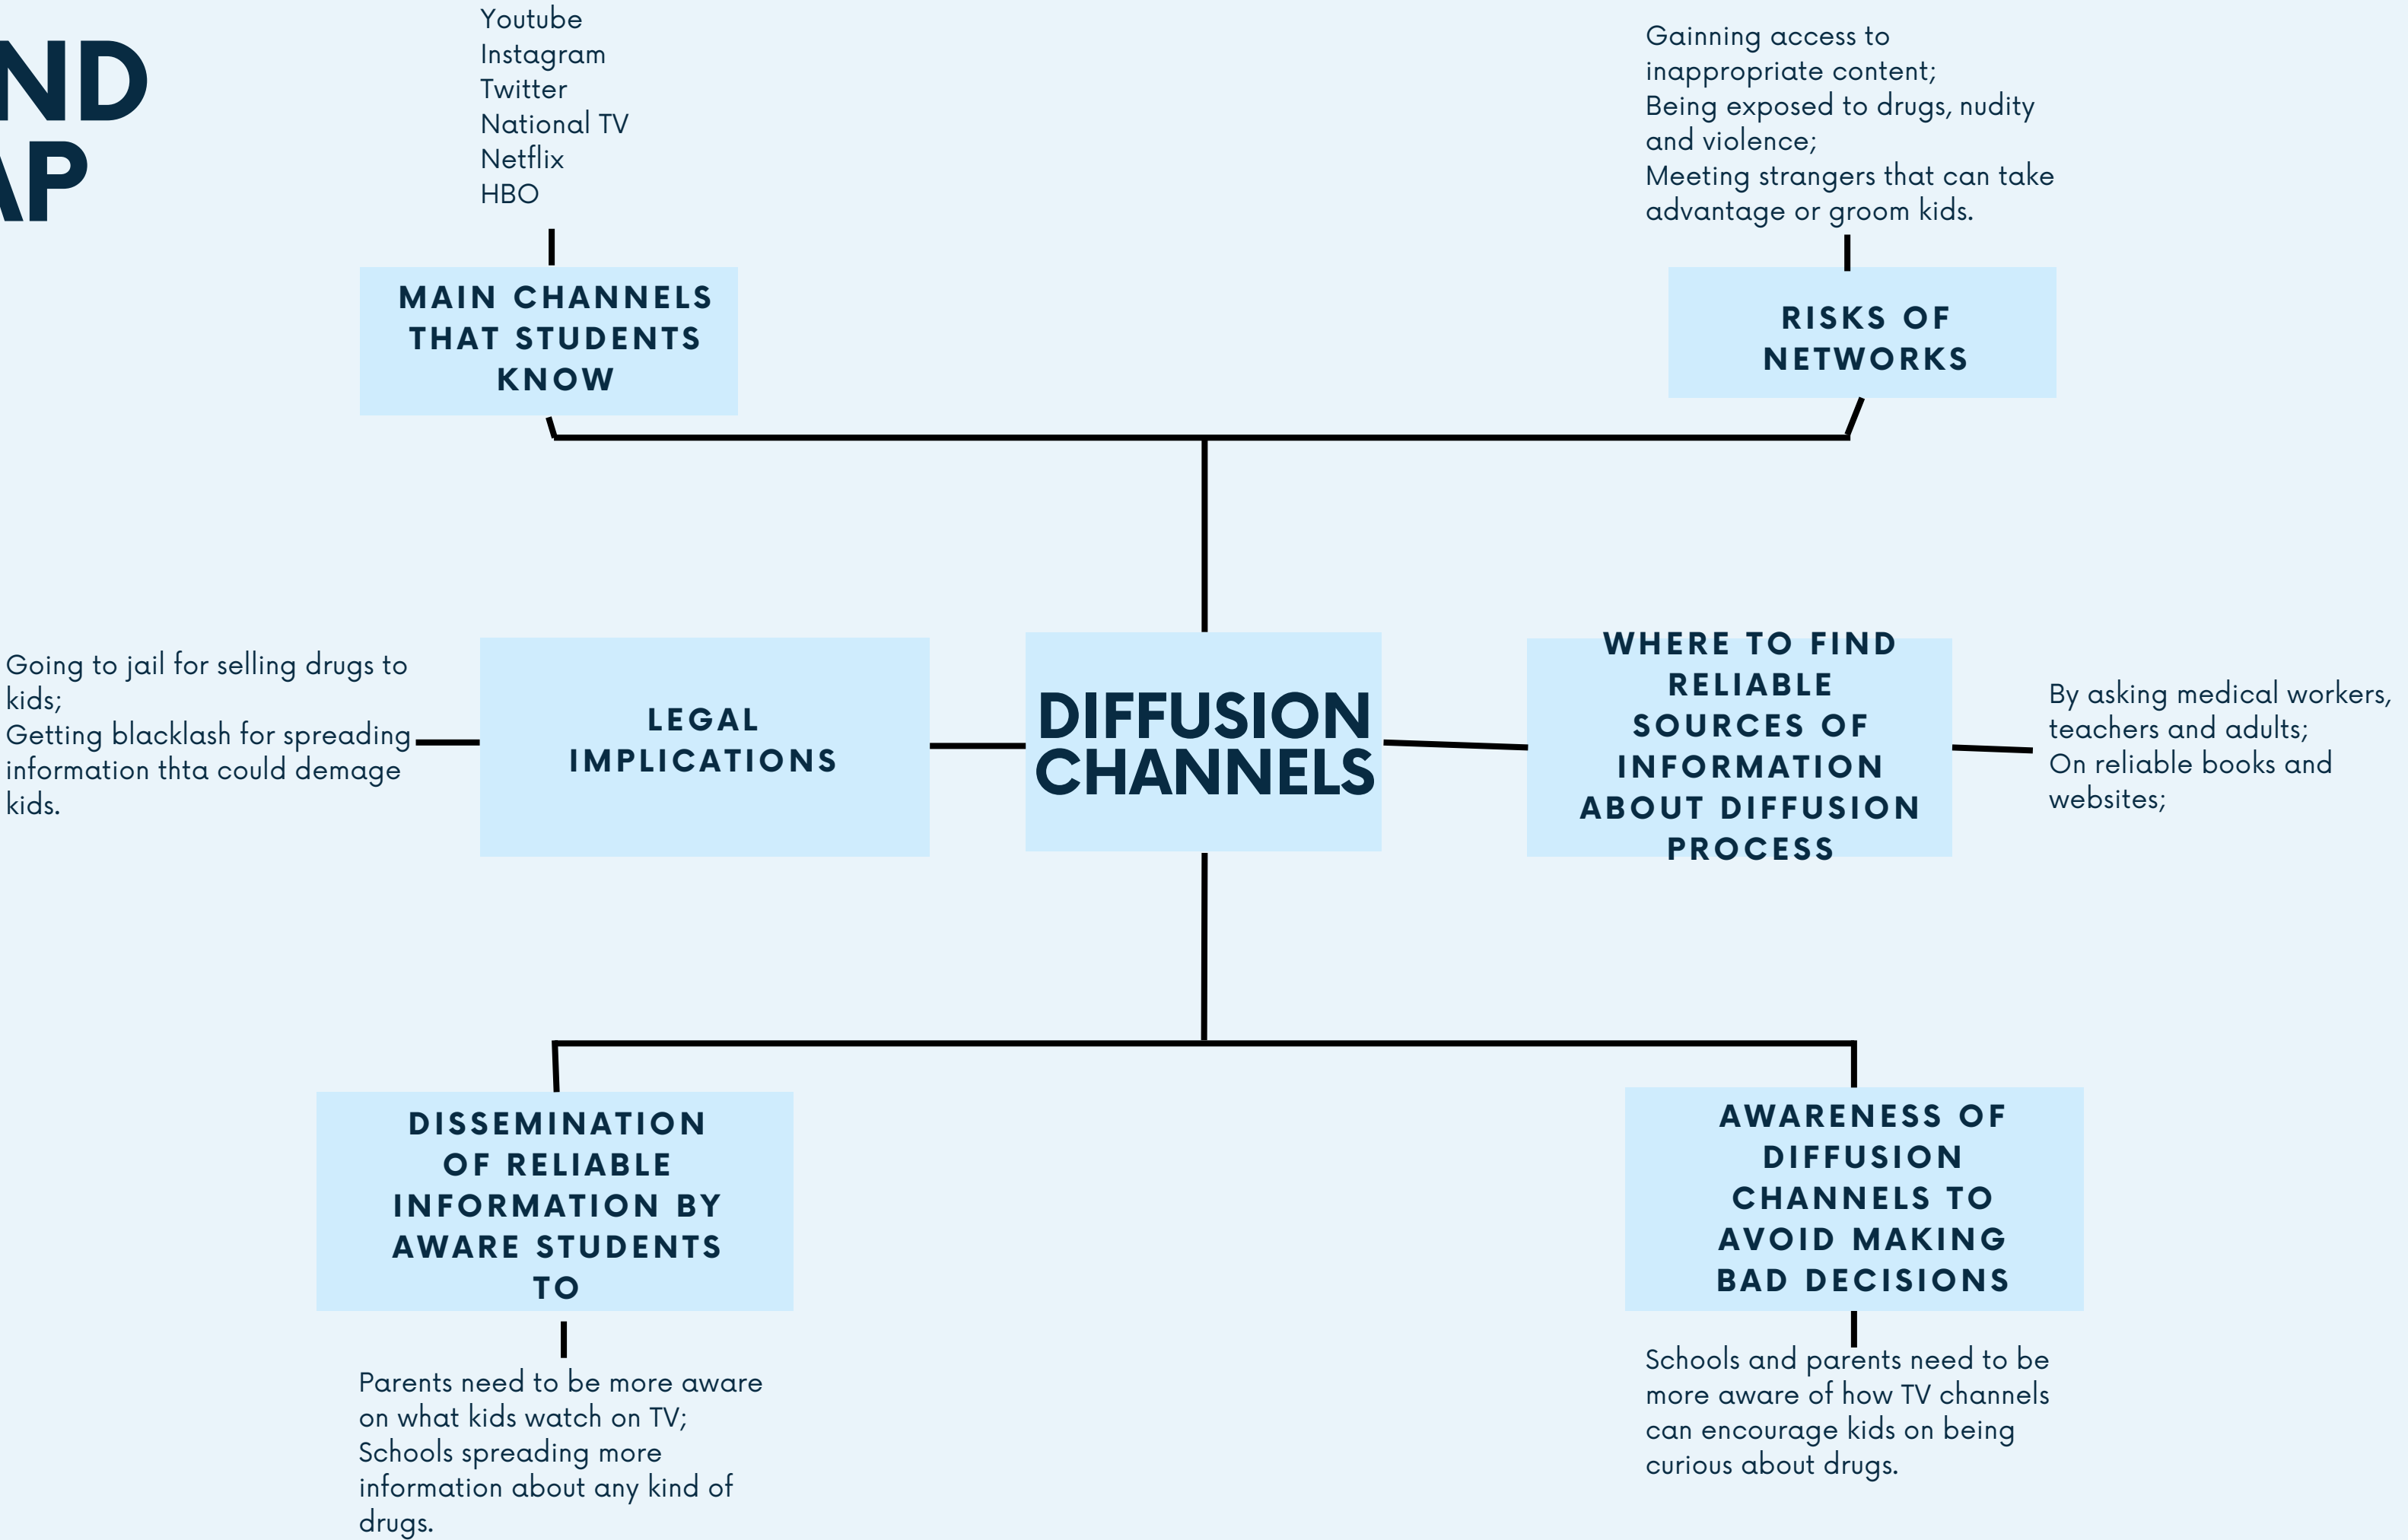 ND
AP
Youtube
Instagram
Twitter
National TV
Netflix
HBO
MAIN CHANNELS
THAT STUDENTS
KNOW
Gainning access to
inappropriate content;
Being exposed to drugs, nudity
and violence;
Meeting strangers that can take
advantage or groom kids.
RISKS OF
NETWORKS
Going to jail for selling drugs to
kids;
Getting blacklash for spreading
information thta could demage
kids.
LEGAL
IMPLICATIONS
DIFFUSION
CHANNELS
WHERE TO FIND
RELIABLE
SOURCES OF
INFORMATION
ABOUT DIFFUSION
PROCESS
By asking medical workers,
teachers and adults;
On reliable books and
websites;
DISSEMINATION
OF RELIABLE
INFORMATION BY
AWARE STUDENTS
TO
Parents need to be more aware
on what kids watch on TV;
Schools spreading more
information about any kind of
drugs.
AWARENESS OF
DIFFUSION
CHANNELS TO
AVOID MAKING
BAD DECISIONS
Schools and parents need to be
more aware of how TV channels
can encourage kids on being
curious about drugs.